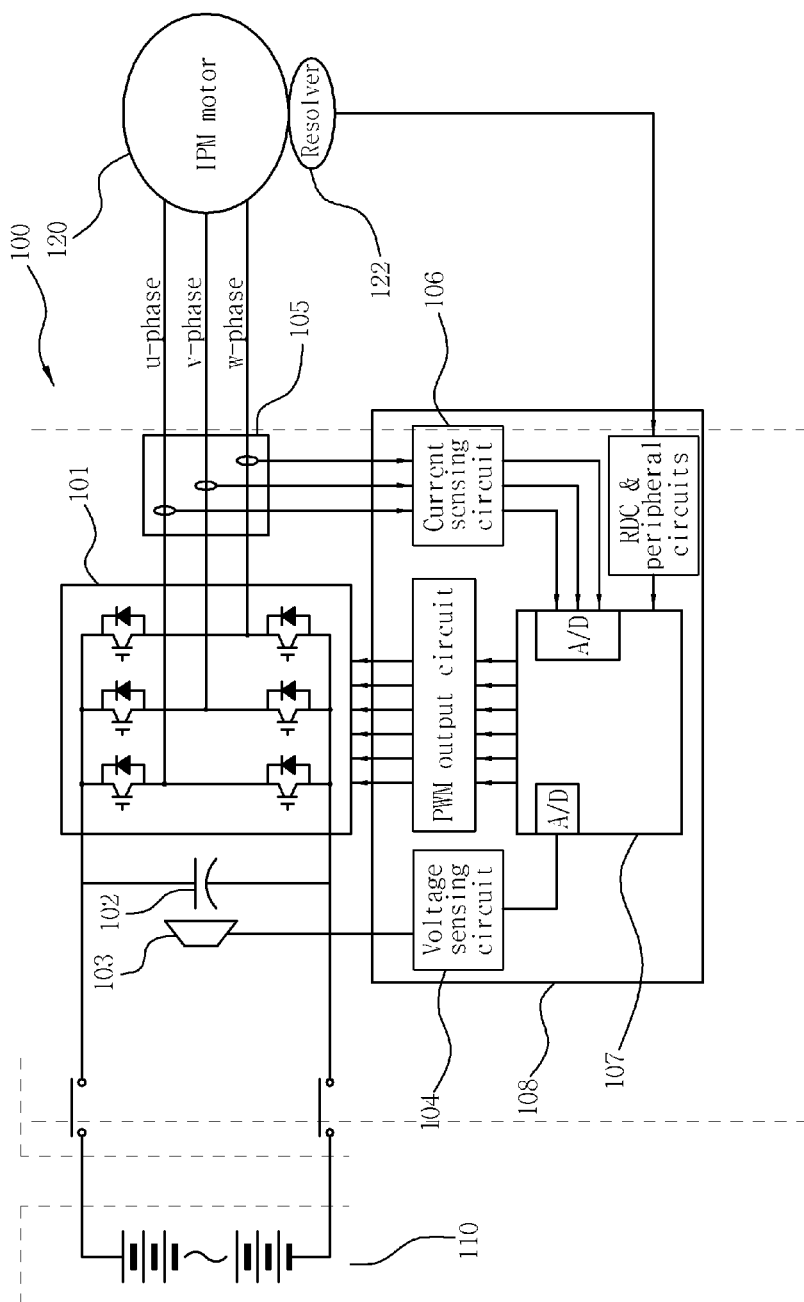 100
120
IPM motor
Resolver
122
u-phase
v-phase
w-phase
105
101
106
Current
sensing
circuit
RDC &
peripheral
circuits
A/D
PWM output circuit
A/D
102
103
Voltage
sensing
circuit
104
108
107
110